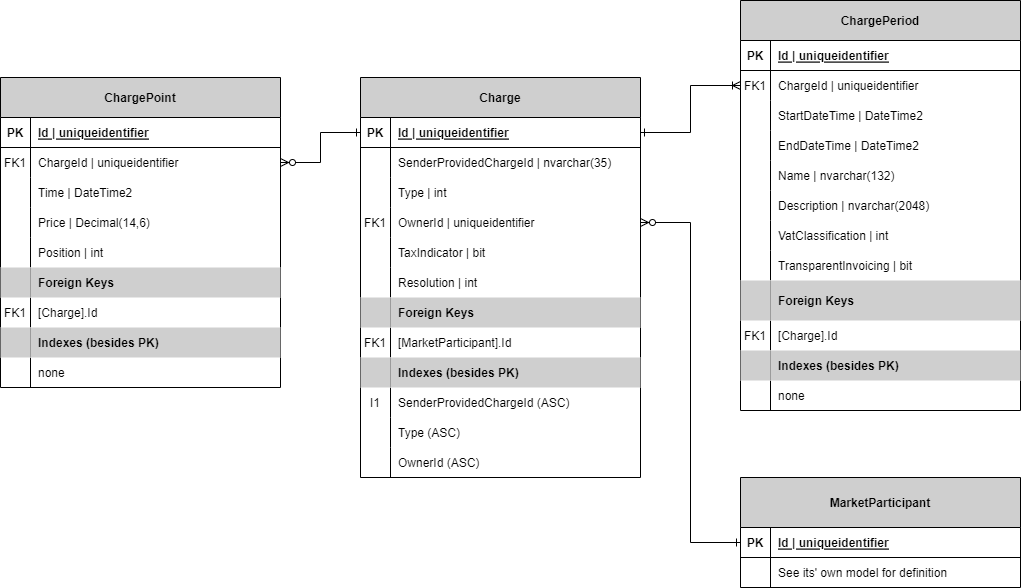 ChargePoint
PK Id | uniqueidentifier
FK1 ChargeId | uniqueidentifier
Time | DateTime2
Price | Decimal(14,6)
Position | int
Foreign Keys
FK1 [Charge].Id
Indexes (besides PK)
none
Charge
PK Id | uniqueidentifier
SenderProvidedChargeId | nvarchar(35)
Type | int
FK1 OwnerId | uniqueidentifier
TaxIndicator | bit
Resolution | int
Foreign Keys
FK1 [MarketParticipant].Id
Indexes (besides PK)
I1 SenderProvidedChargeId (ASC)
Type (ASC)
OwnerId (ASC)
ChargePeriod
PK Id | uniqueidentifier
FK1 ChargeId | uniqueidentifier
StartDateTime | DateTime2
EndDateTime | DateTime2
Name | nvarchar(132)
Description | nvarchar(2048)
VatClassification | int
TransparentInvoicing | bit
Foreign Keys
FK1 [Charge].Id
Indexes (besides PK)
none
MarketParticipant
PK Id | uniqueidentifier
See its' own model for definition